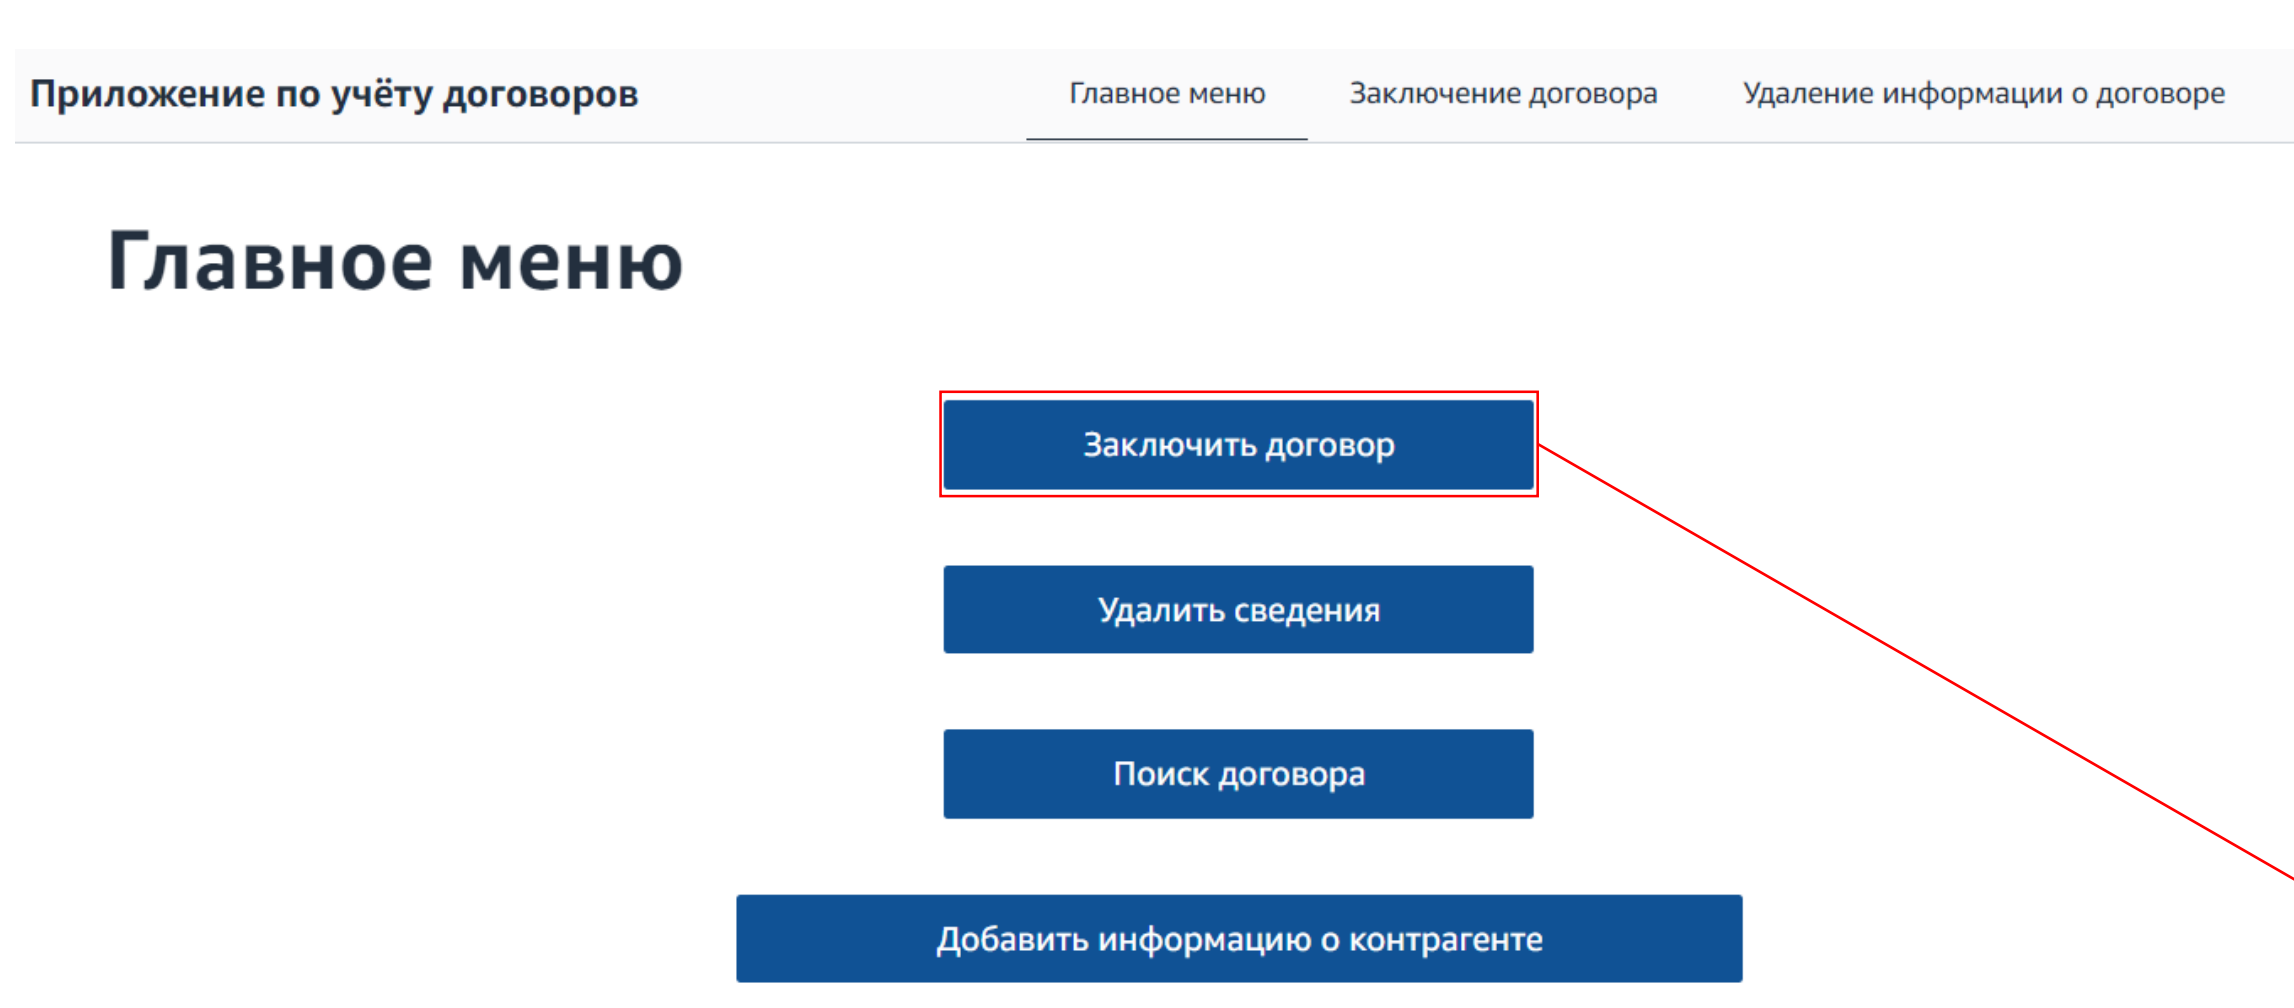 Приложение по учёту договоров
Главное меню
Заключение договора
Удаление информации о договоре
Главное меню
Заключить договор
Удалить сведения
Поиск договора
Добавить информацию о контрагенте